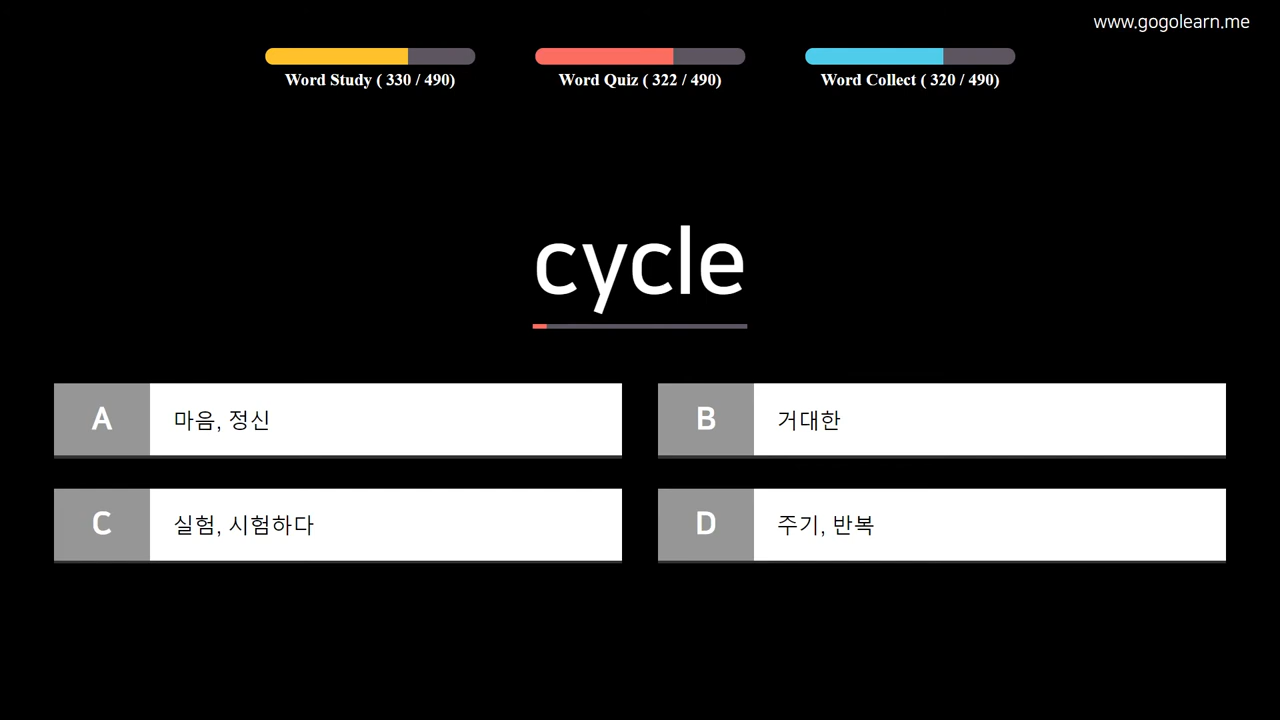 www.gogolearn.me
Word Study ( 330 / 490)
Word Quiz ( 322 / 490)
Word Collect ( 320 / 490)
cycle
A 마음, 정신
B 거대한
C 실험, 시험하다
D 주기, 반복